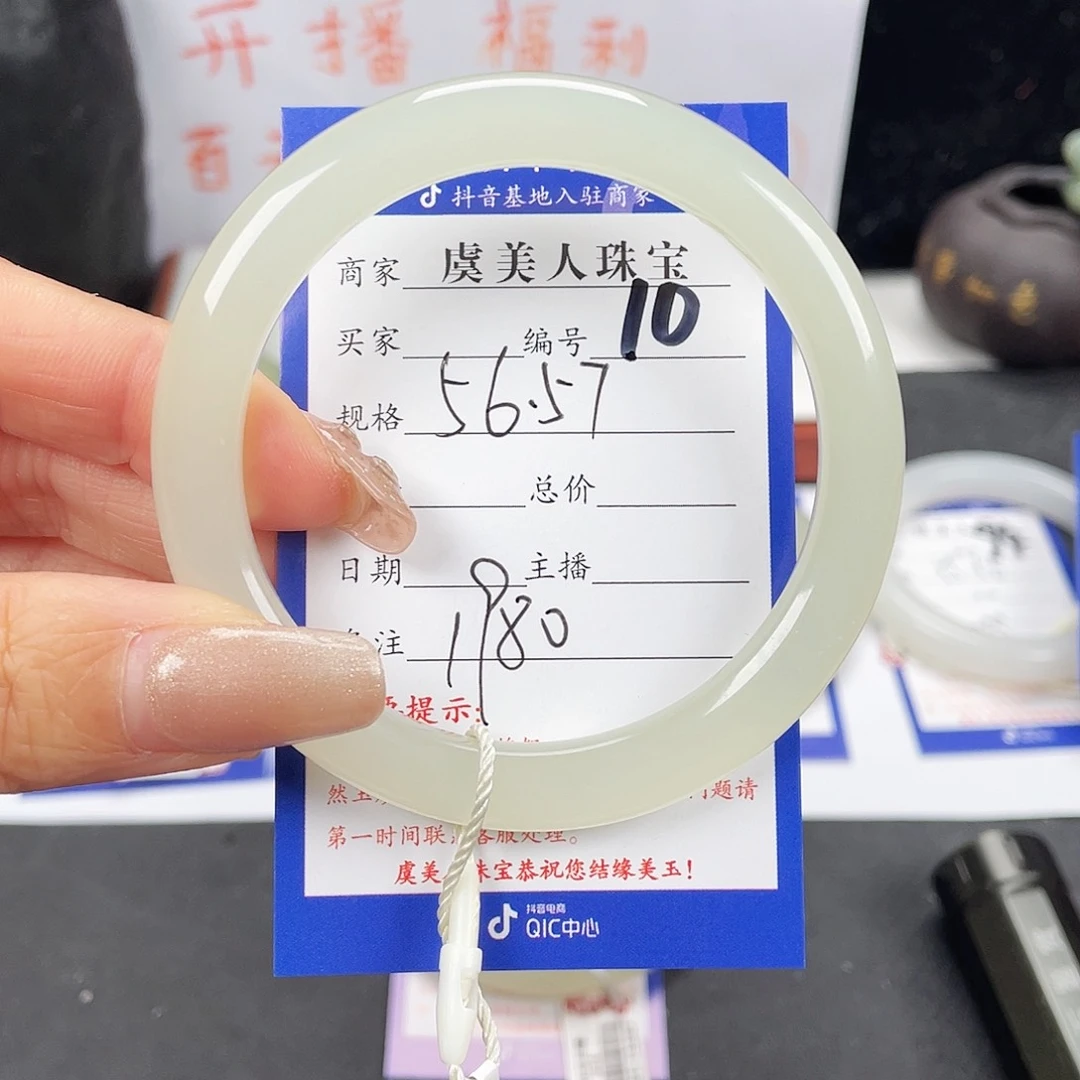 开播福利
百
抖音基地入驻商家
商家 虞美人珠宝
买家 编号 10
规格 56.57
总价
日期 主播
注 1980
提示:
然 题请
第一时间联 客服处理。
虞美 珠宝恭祝您结缘美玉!
抖音电商
QIC中心